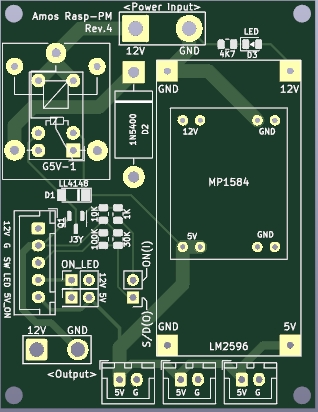 <Power Input>
Amos Rasp-PM
Rev.4
12V
GND
LED
4K7
D3
GND
12V
1N5400
D2
12V
GND
G5V-1
MP1584
LL4148
D1
Q1
J3Y
10K
1K
100K
30K
5V
GND
12V
G
SW
LED
5V_ON
ON_LED
12V
5V
ON(I)
S/D(O)
12V
GND
GND
5V
LM2596
<Output>
5V G
5V G
5V G